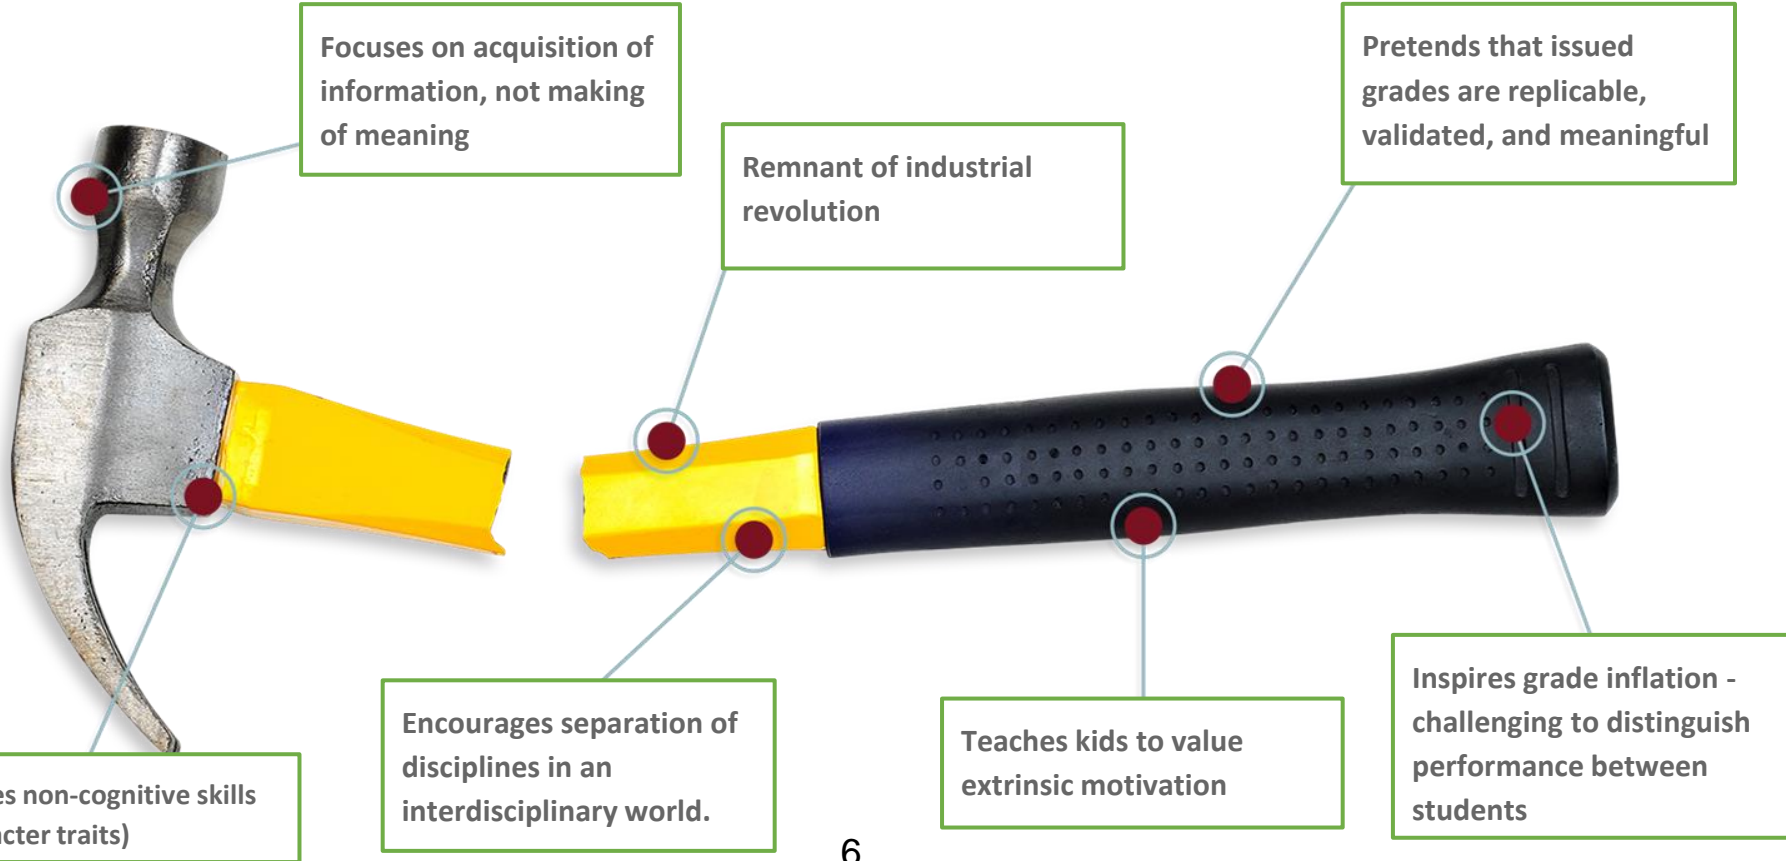 Focuses on acquisition of
information, not making
of meaning
Remnant of industrial
revolution
Pretends that issued
grades are replicable,
validated, and meaningful
non-cognitive skills
traits)
Encourages separation of
disciplines in an
interdisciplinary world.
Teaches kids to value
extrinsic motivation
Inspires grade inflation -
challenging to distinguish
performance between
students
6